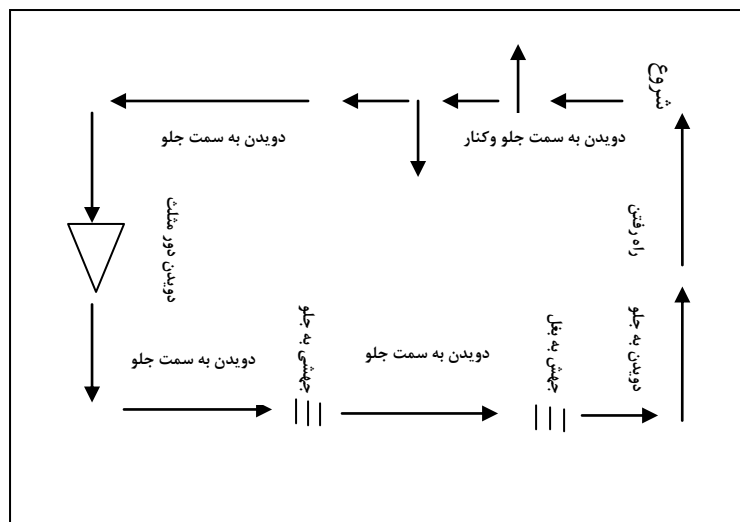 شروع
دویدن به سمت جلو وکنار
دویدن به سمت جلو
دویدن دور مثلث
دویدن به سمت جلو
جهشی به جلو
دویدن به سمت جلو
جهش به بغل
دویدن به جلو
راه رفتن